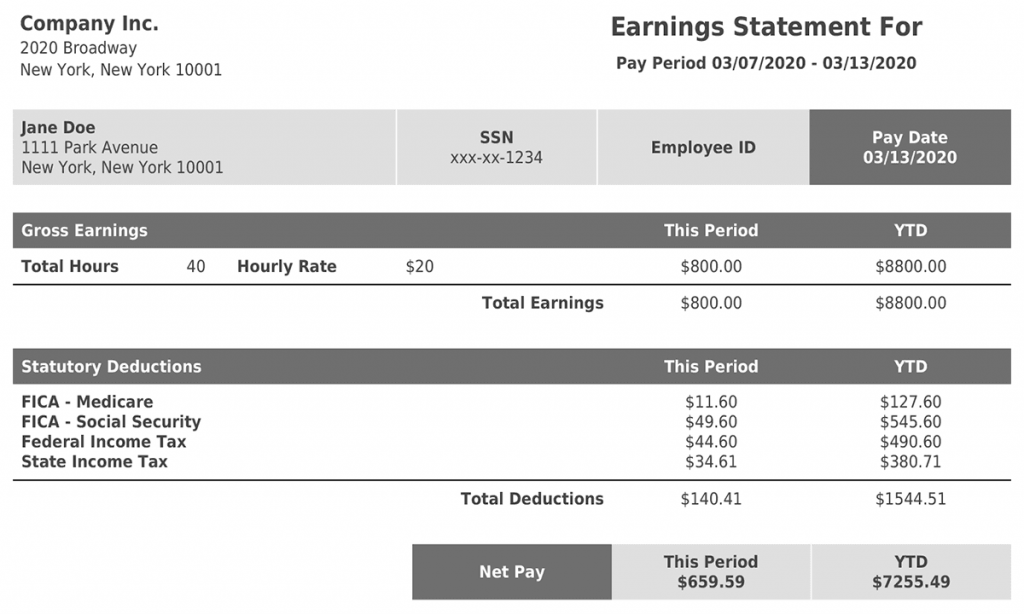 Company Inc.
2020 Broadway
New York, New York 10001
Earnings Statement For
Pay Period 03/07/2020 - 03/13/2020
Jane Doe
1111 Park Avenue
New York, New York 10001
SSN
xxx-xx-1234
Employee ID
Pay Date
03/13/2020
Gross Earnings This Period YTD
Total Hours 40 Hourly Rate $20 $800.00 $8800.00
Total Earnings $800.00 $8800.00
Statutory Deductions This Period YTD
FICA - Medicare $11.60 $127.60
FICA - Social Security $49.60 $545.60
Federal Income Tax $44.60 $490.60
State Income Tax $34.61 $380.71
Total Deductions $140.41 $1544.51
Net Pay
This Period
$659.59
YTD
$7255.49